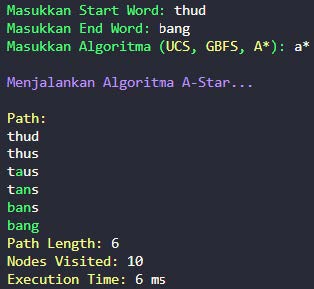 Masukkan Start Word: thud
Masukkan End Word: bang
Masukkan Algoritma (UCS, GBFS, A*): a*
Menjalankan Algoritma A-Star...
Path:
thud
thus
taus
tans
bans
bang
Path Length: 6
Nodes Visited: 10
Execution Time: 6 ms